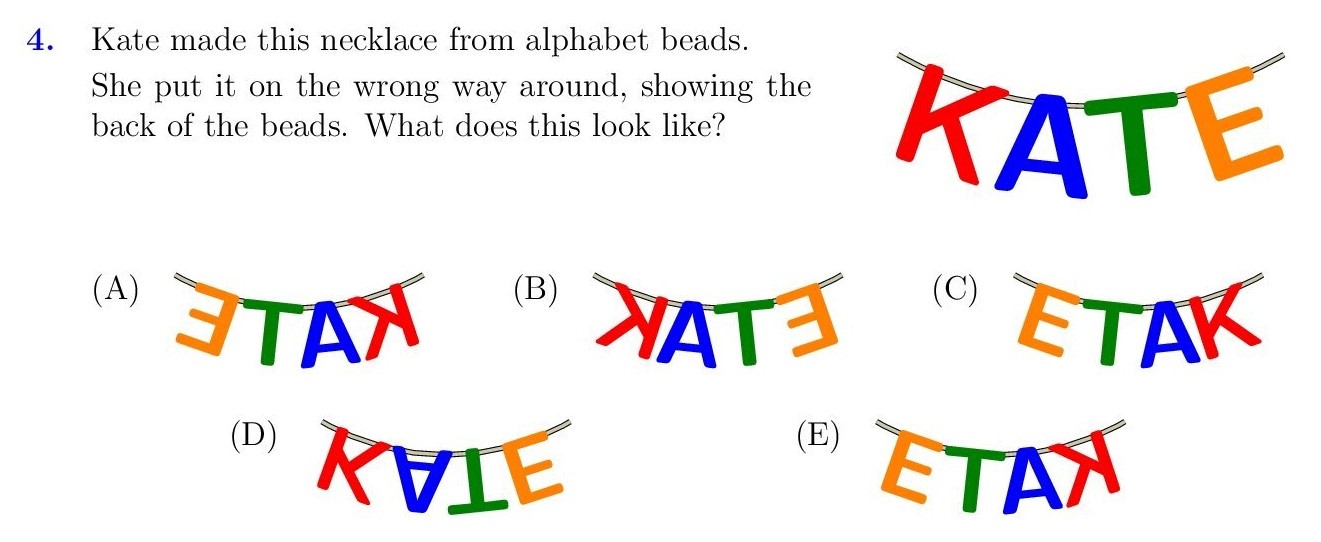 4. Kate made this necklace from alphabet beads.
She put it on the wrong way around, showing the
back of the beads. What does this look like?
KATE
(A) ƎTAꓘ
(B) ꓘATƎ
(C) ETAK
(D) K∀⊥E
(E) ETAꓘ